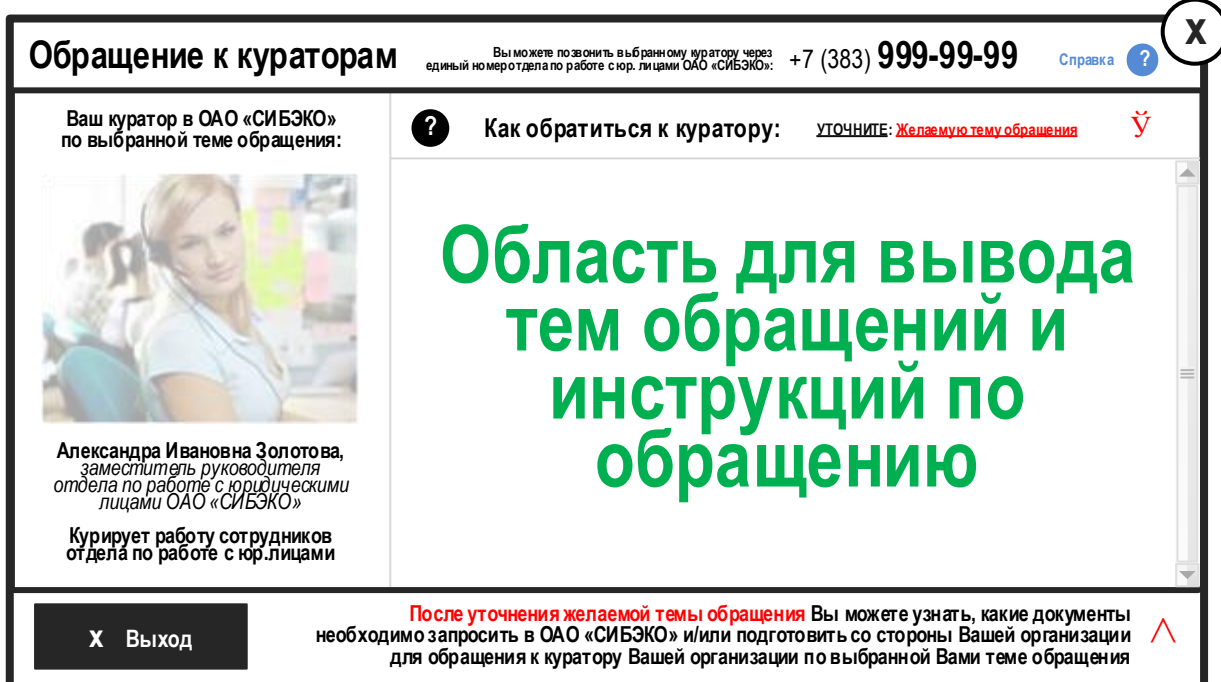 X
Обращение к кураторам
Вы можете позвонить выбранному куратору через
единый номер отдела по работе с юр. лицами ОАО «СИБЭКО»:
+7 (383) 999-99-99
Справка ?
Ваш куратор в ОАО «СИБЭКО»
по выбранной теме обращения:
? Как обратиться к куратору: УТОЧНИТЕ: Желаемую тему обращения Ў
Область для вывода
тем обращений и
инструкций по
обращению
Александра Ивановна Золотова,
заместитель руководителя
отдела по работе с юридическими
лицами ОАО «СИБЭКО»
Курирует работу сотрудников
отдела по работе с юр.лицами
X Выход
После уточнения желаемой темы обращения Вы можете узнать, какие документы
необходимо запросить в ОАО «СИБЭКО» и/или подготовить со стороны Вашей организации
для обращения к куратору Вашей организации по выбранной Вами теме обращения